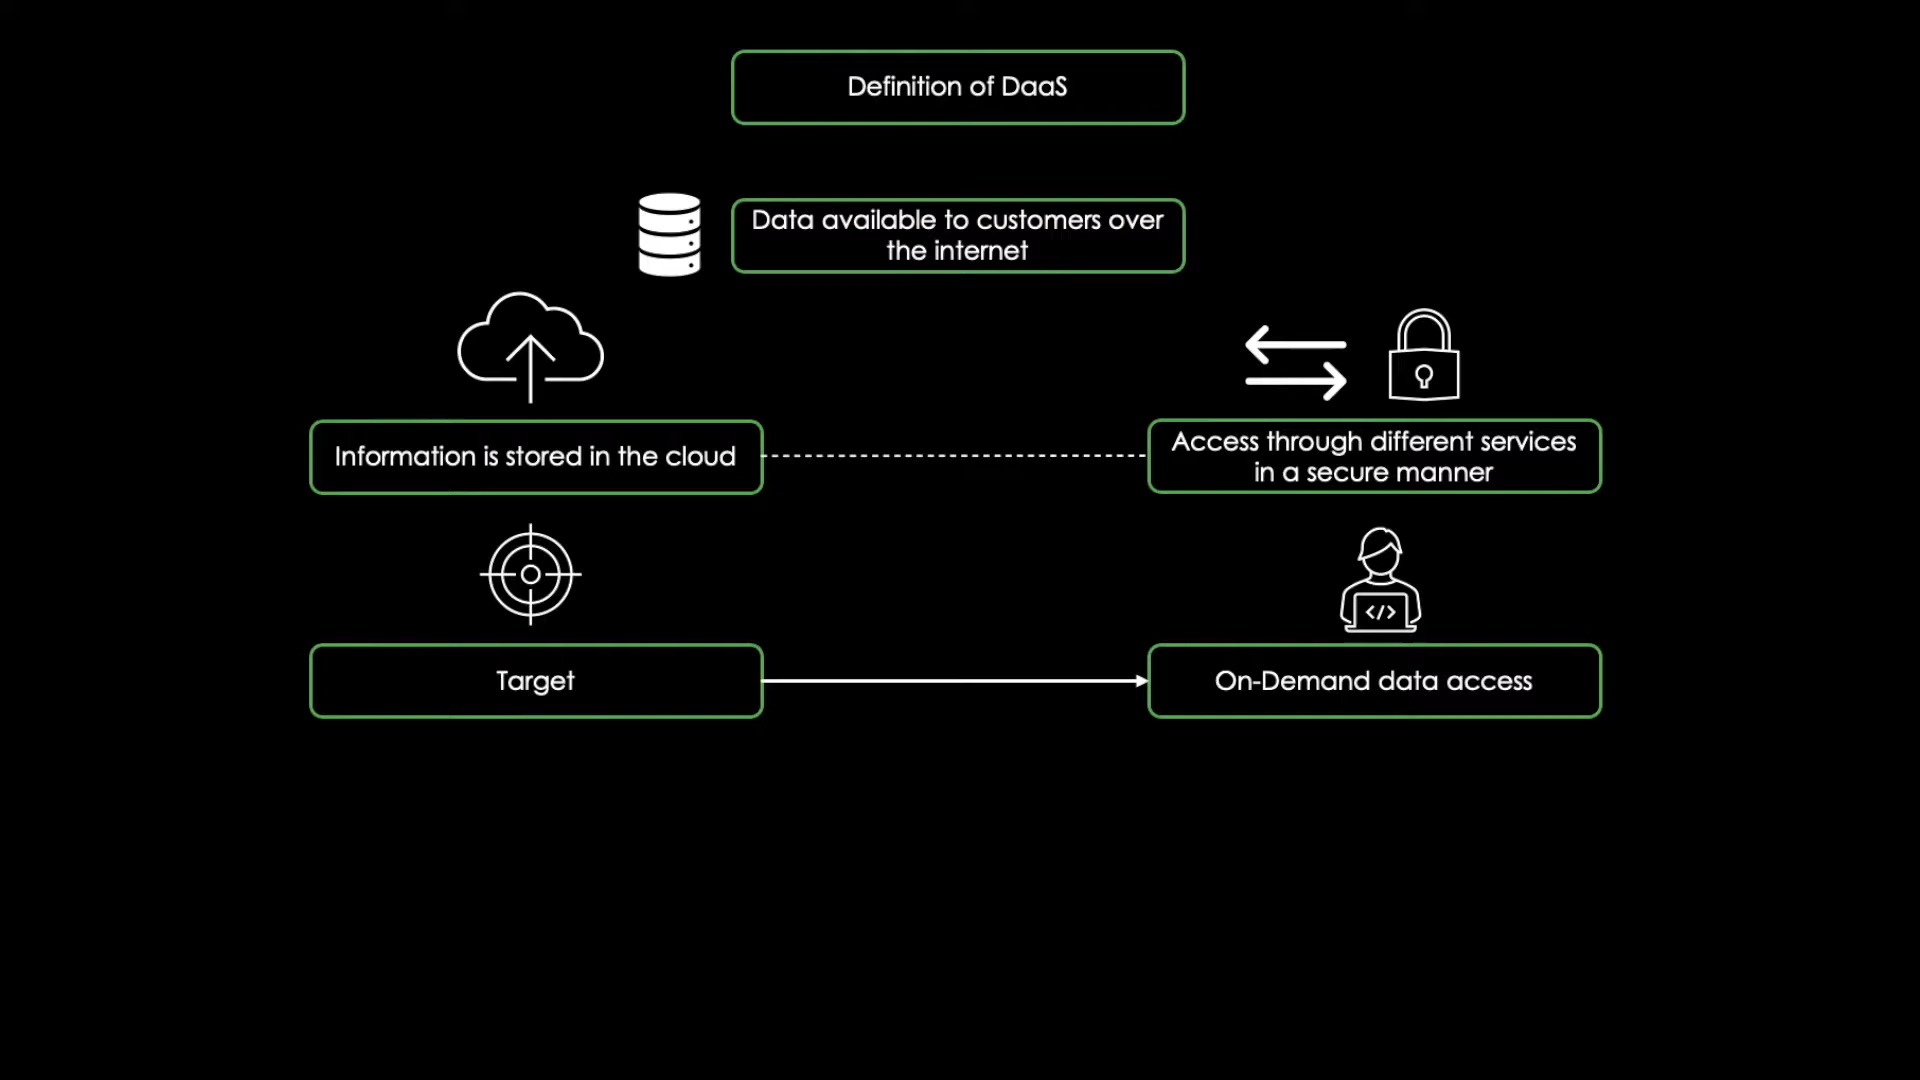 Definition of DaaS
Data available to customers over
the internet
Information is stored in the cloud
Access through different services
in a secure manner
</>
Target
On-Demand data access